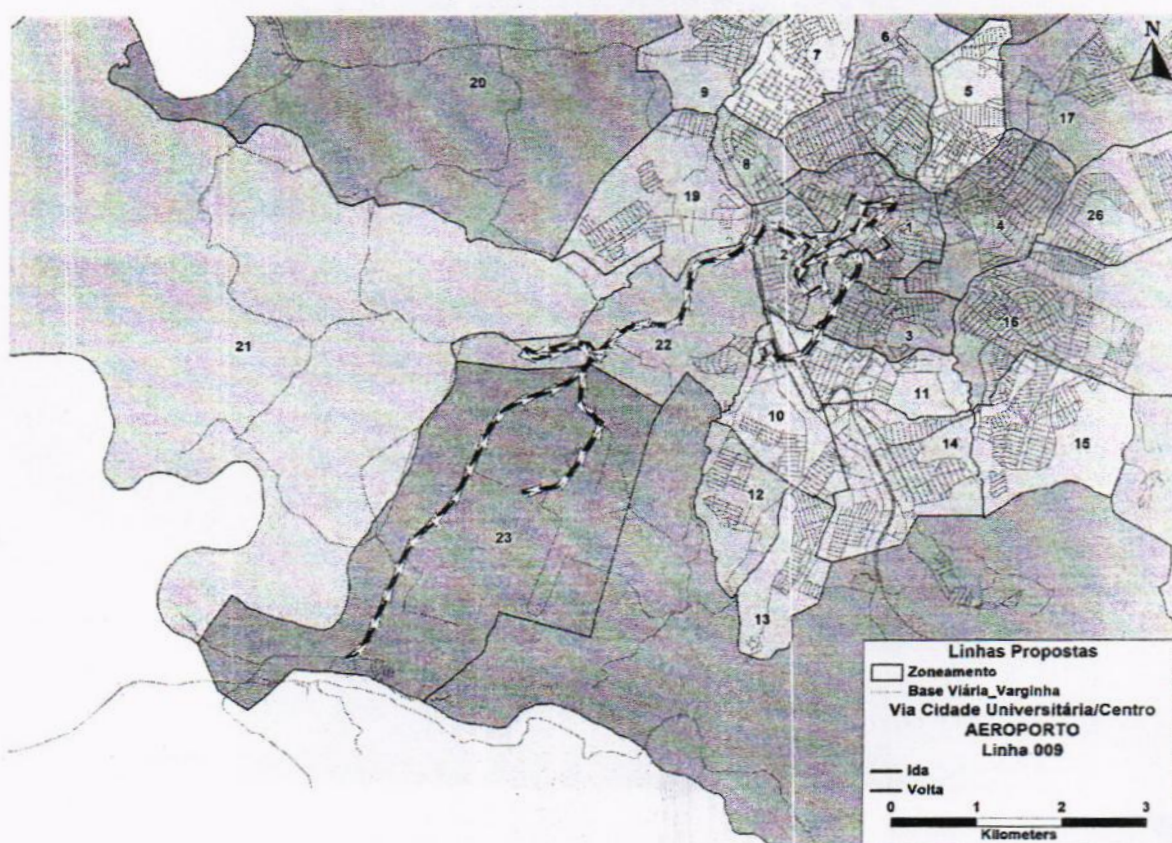 N
6
7
5
20
9
17
8
19
26
1
4
2
16
21
22
3
11
10
14
15
12
23
13
Linhas Propostas
Zoneamento
Base Viária_Varginha
Via Cidade Universitária/Centro
AEROPORTO
Linha 009
Ida
Volta
0 1 2 3
Kilometers